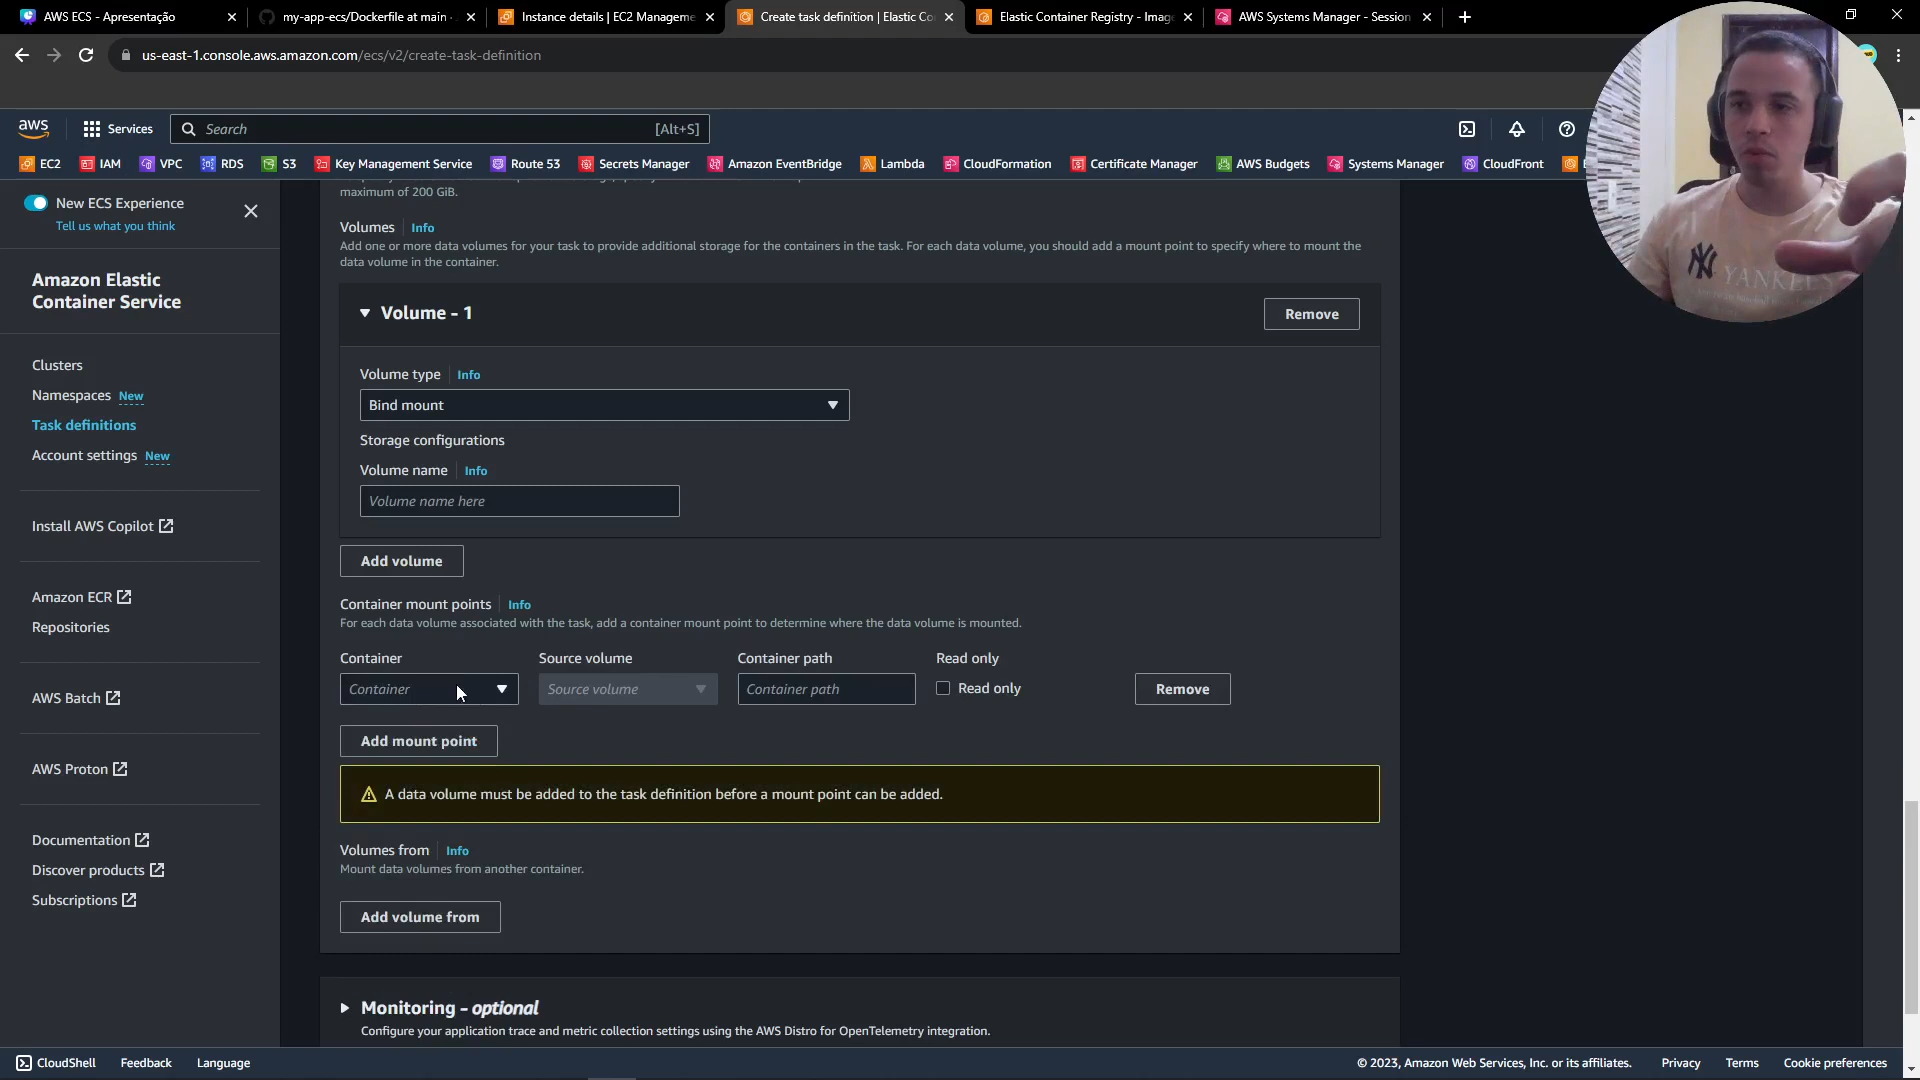 AWS ECS - Apresentação
my-app-ecs/Dockerfile at main
Instance details | EC2 Manageme
Create task definition | Elastic Co
Elastic Container Registry - Imag
AWS Systems Manager - Session
us-east-1.console.aws.amazon.com/ecs/v2/create-task-definition
aws
Services
Search
[Alt+S]
EC2
IAM
VPC
RDS
S3
Key Management Service
Route 53
Secrets Manager
Amazon EventBridge
Lambda
CloudFormation
Certificate Manager
AWS Budgets
Systems Manager
CloudFront
New ECS Experience
Tell us what you think
Amazon Elastic
Container Service
Clusters
Namespaces New
Task definitions
Account settings New
Install AWS Copilot
Amazon ECR
Repositories
AWS Batch
AWS Proton
Documentation
Discover products
Subscriptions
maximum of 200 GiB.
Volumes Info
Add one or more data volumes for your task to provide additional storage for the containers in the task. For each data volume, you should add a mount point to specify where to mount the
data volume in the container.
Volume - 1
Remove
Volume type Info
Bind mount
Storage configurations
Volume name Info
Volume name here
Add volume
Container mount points Info
For each data volume associated with the task, add a container mount point to determine where the data volume is mounted.
Container Source volume Container path Read only
Container Source volume Container path Read only Remove
Add mount point
A data volume must be added to the task definition before a mount point can be added.
Volumes from Info
Mount data volumes from another container.
Add volume from
Monitoring - optional
Configure your application trace and metric collection settings using the AWS Distro for OpenTelemetry integration.
NY YANKEES
CloudShell
Feedback
Language
© 2023, Amazon Web Services, Inc. or its affiliates.
Privacy
Terms
Cookie preferences